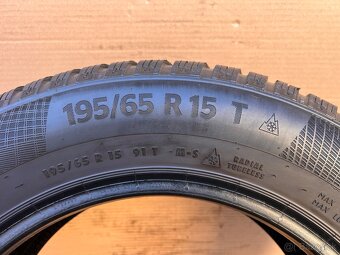 195/65 R 15 T
195/65 R 15 91 T M+S RADIAL
TUBELESS
MAX
MAX